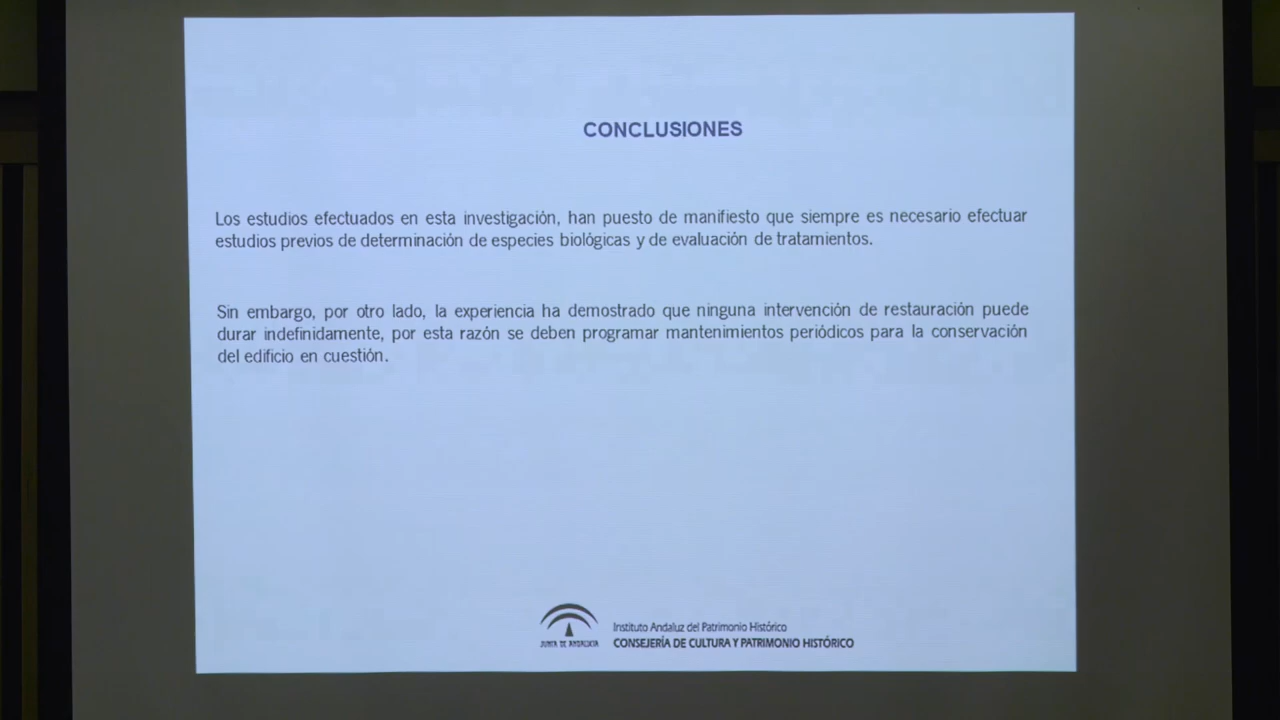 CONCLUSIONES
Los estudios efectuados en esta investigación, han puesto de manifiesto que siempre es necesario efectuar
estudios previos de determinación de especies biológicas y de evaluación de tratamientos.
Sin embargo, por otro lado, la experiencia ha demostrado que ninguna intervención de restauración puede
durar indefinidamente, por esta razón se deben programar mantenimientos periódicos para la conservación
del edificio en cuestión.
Instituto Andaluz del Patrimonio Histórico
JUNTA DE ANDALUCIA CONSEJERÍA DE CULTURA Y PATRIMONIO HISTÓRICO